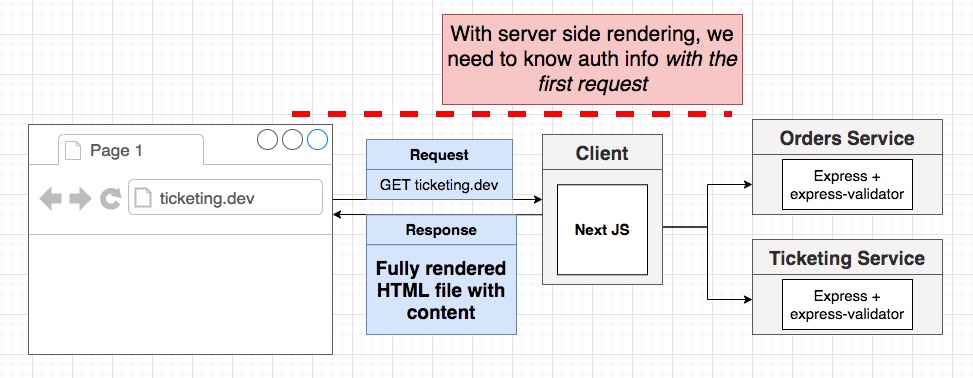 With server side rendering, we
need to know auth info with the
first request
Page 1
ticketing.dev
Request
GET ticketing.dev
Response
Fully rendered
HTML file with
content
Client
Next JS
Orders Service
Express +
express-validator
Ticketing Service
Express +
express-validator